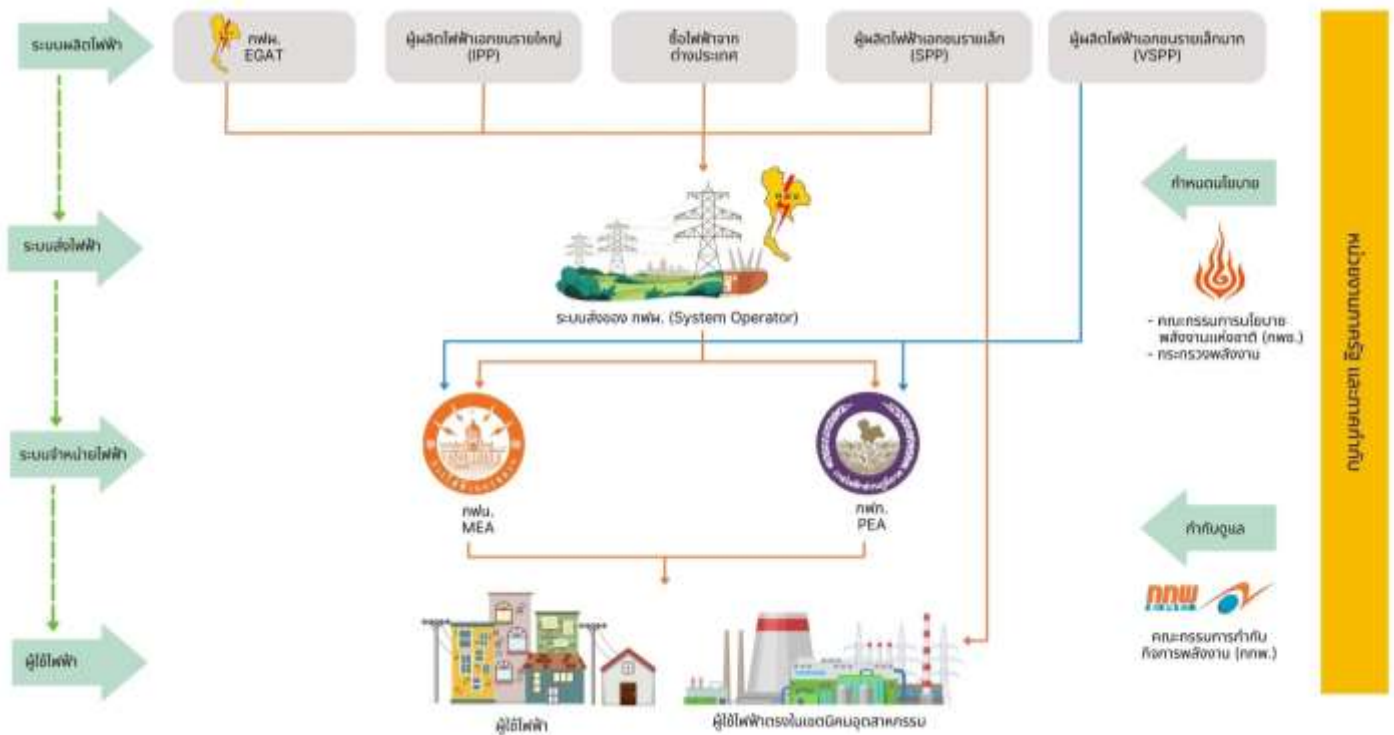 ระบบผลิตไฟฟ้า
กฟผ.
EGAT
ผู้ผลิตไฟฟ้าเอกชนรายใหญ่
(IPP)
ซื้อไฟฟ้าจาก
ต่างประเทศ
ผู้ผลิตไฟฟ้าเอกชนรายเล็ก
(SPP)
ผู้ผลิตไฟฟ้าเอกชนรายเล็กมาก
(VSPP)
ระบบส่งไฟฟ้า
ระบบส่งของ กฟผ. (System Operator)
กำหนดนโยบาย
- คณะกรรมการนโยบาย
พลังงานแห่งชาติ (กพช.)
- กระทรวงพลังงาน
หน่วยงานภาครัฐ และภาคกำกับ
ระบบจำหน่ายไฟฟ้า
กฟน.
MEA
การไฟฟ้าส่วนภูมิภาค
กฟภ.
PEA
กำกับดูแล
กกพ
คณะกรรมการกำกับ
กิจการพลังงาน (กกพ.)
ผู้ใช้ไฟฟ้า
ผู้ใช้ไฟฟ้า
ผู้ใช้ไฟฟ้าตรงในเขตนิคมอุตสาหกรรม